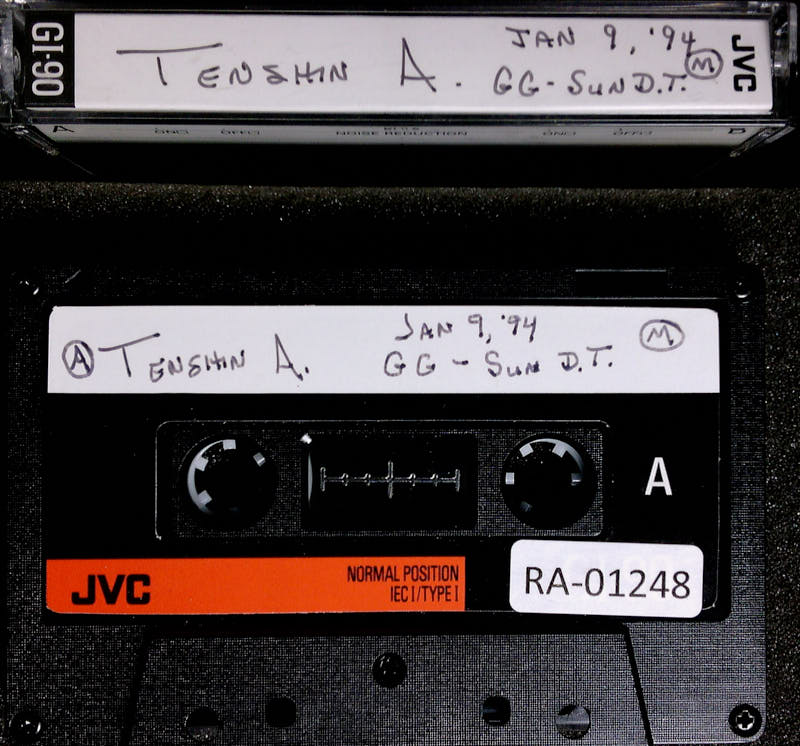 GI-90
TENSHIN A.
JAN 9, '94
GG - SUN D.T.
M
JVC
A
NOISE REDUCTION
B
A TENSHIN A.
JAN 9, '94
GG - SUN D.T.
M
A
JVC
NORMAL POSITION
IEC I/TYPE I
RA-01248